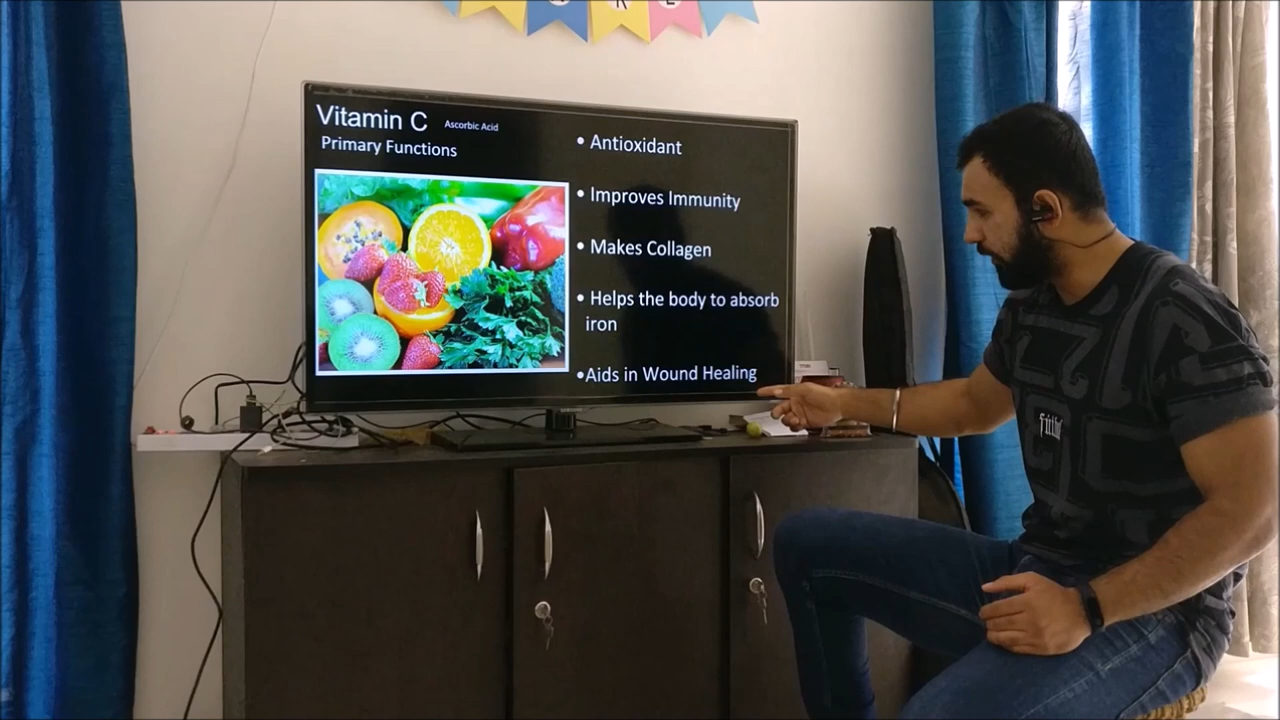 Vitamin C Ascorbic Acid
Primary Functions
• Antioxidant
• Improves Immunity
• Makes Collagen
• Helps the body to absorb
iron
•Aids in Wound Healing